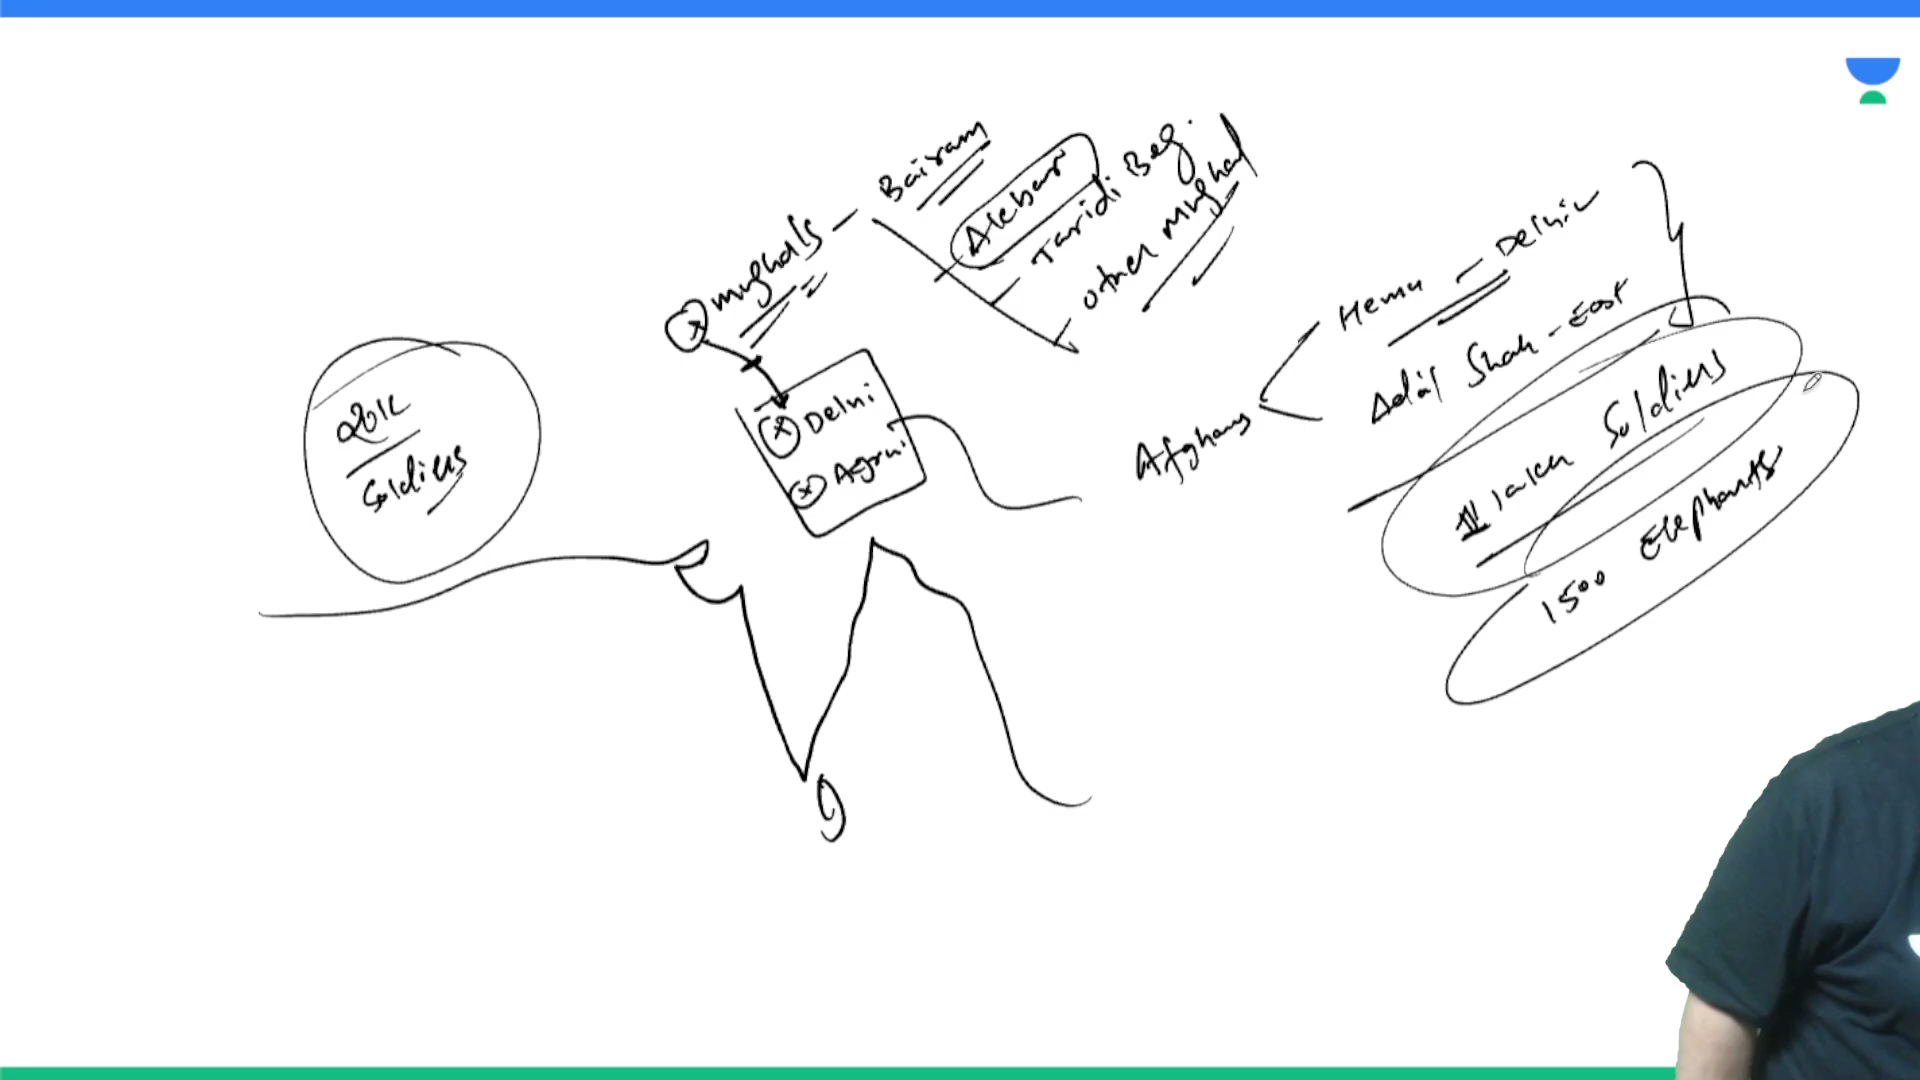 Bairam
Akbar
Taridi Beg.
other Mughal
Mughals
20k
Soldiers
Delhi
Agra
Afghans
Hemu - Delhi
Adil Shah - East
1 lakh Soldiers
1500 Elephants